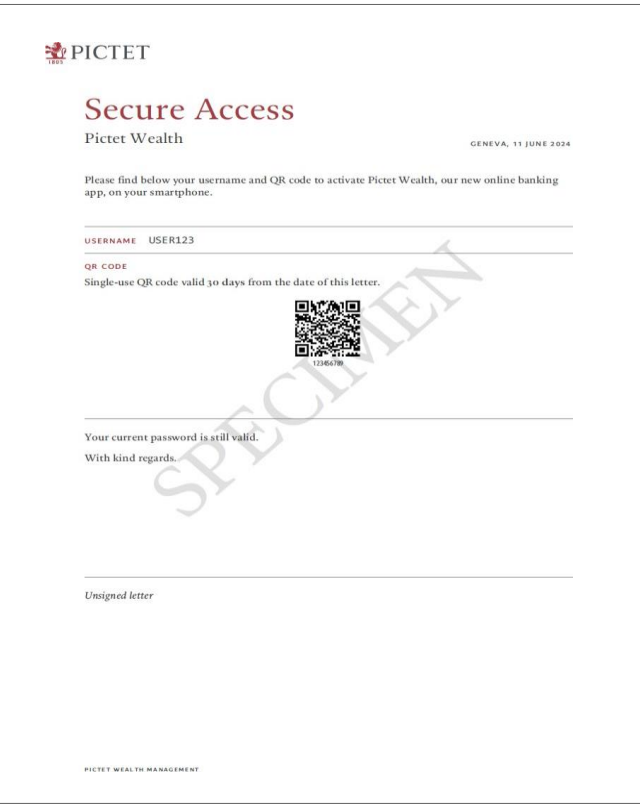 PICTET
1805
Secure Access
Pictet Wealth
GENEVA, 11 JUNE 2024
Please find below your username and QR code to activate Pictet Wealth, our new online banking
app, on your smartphone.
USERNAME USER123
QR CODE
Single-use QR code valid 30 days from the date of this letter.
123456789
SPECIMEN
Your current password is still valid.
With kind regards.
Unsigned letter
PICTET WEALTH MANAGEMENT